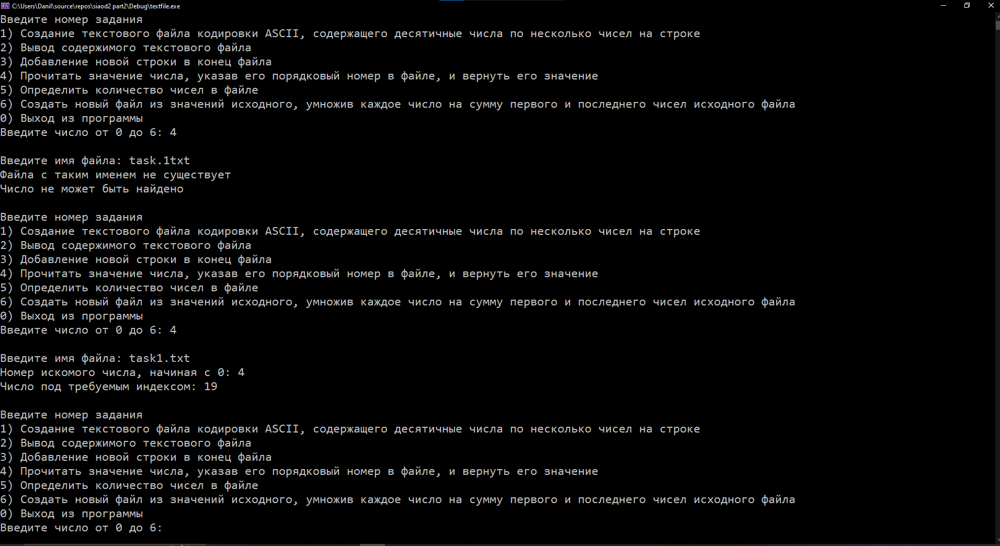 C:\Users\Danil\source\repos\siaod2 part2\Debug\textfile.exe
Введите номер задания
1) Создание текстового файла кодировки ASCII, содержащего десятичные числа по несколько чисел на строке
2) Вывод содержимого текстового файла
3) Добавление новой строки в конец файла
4) Прочитать значение числа, указав его порядковый номер в файле, и вернуть его значение
5) Определить количество чисел в файле
6) Создать новый файл из значений исходного, умножив каждое число на сумму первого и последнего чисел исходного файла
0) Выход из программы
Введите число от 0 до 6: 4
Введите имя файла: task.1txt
Файла с таким именем не существует
Число не может быть найдено
Введите номер задания
1) Создание текстового файла кодировки ASCII, содержащего десятичные числа по несколько чисел на строке
2) Вывод содержимого текстового файла
3) Добавление новой строки в конец файла
4) Прочитать значение числа, указав его порядковый номер в файле, и вернуть его значение
5) Определить количество чисел в файле
6) Создать новый файл из значений исходного, умножив каждое число на сумму первого и последнего чисел исходного файла
0) Выход из программы
Введите число от 0 до 6: 4
Введите имя файла: task1.txt
Номер искомого числа, начиная с 0: 4
Число под требуемым индексом: 19
Введите номер задания
1) Создание текстового файла кодировки ASCII, содержащего десятичные числа по несколько чисел на строке
2) Вывод содержимого текстового файла
3) Добавление новой строки в конец файла
4) Прочитать значение числа, указав его порядковый номер в файле, и вернуть его значение
5) Определить количество чисел в файле
6) Создать новый файл из значений исходного, умножив каждое число на сумму первого и последнего чисел исходного файла
0) Выход из программы
Введите число от 0 до 6: